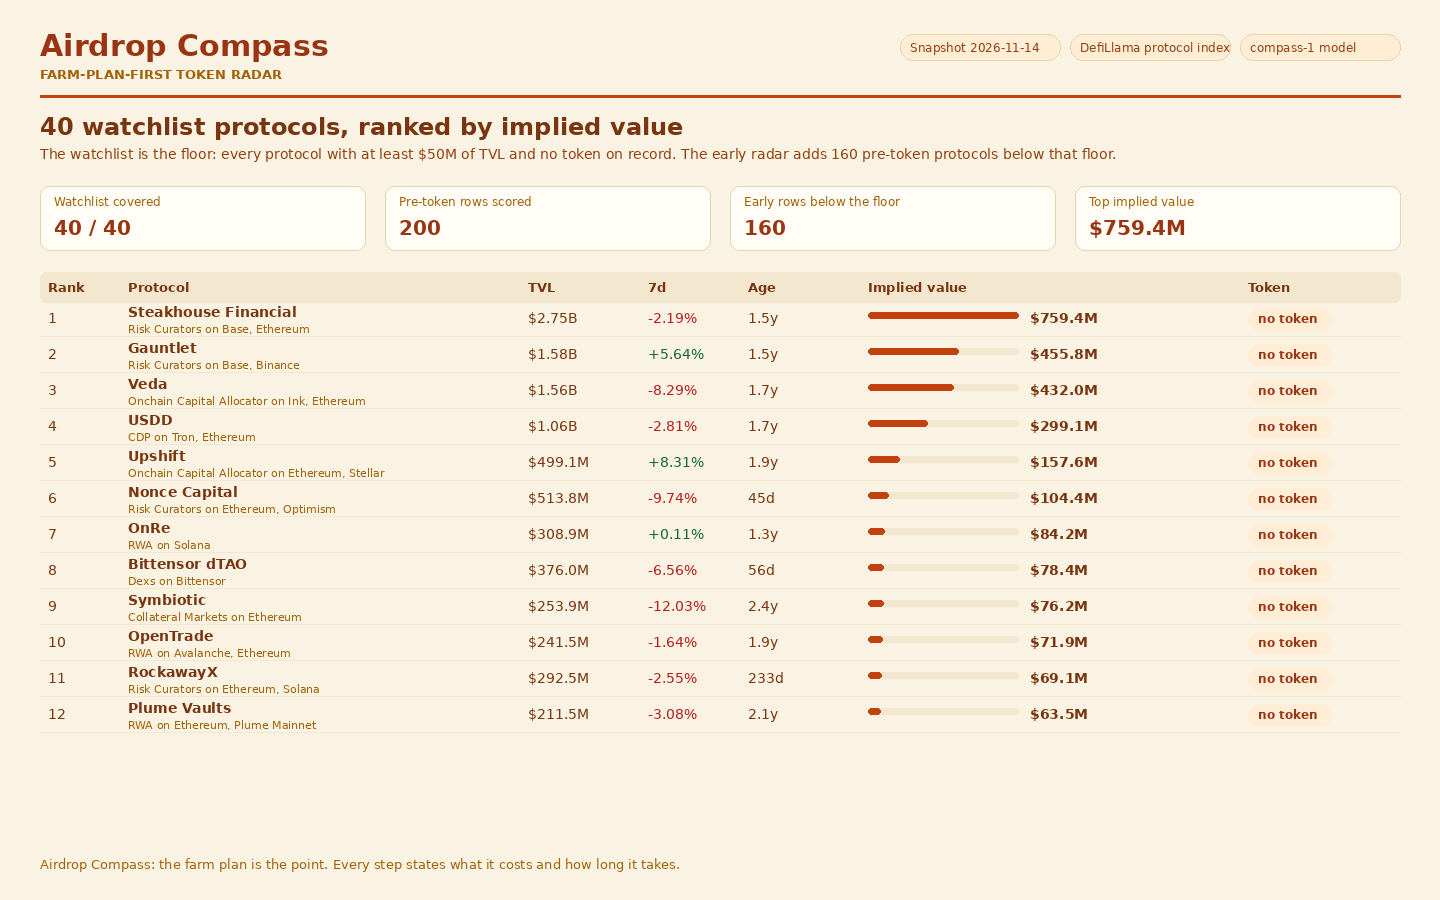 Airdrop Compass
FARM-PLAN-FIRST TOKEN RADAR
Snapshot 2026-11-14
DefiLlama protocol index
compass-1 model
40 watchlist protocols, ranked by implied value
The watchlist is the floor: every protocol with at least $50M of TVL and no token on record. The early radar adds 160 pre-token protocols below that floor.
Watchlist covered
40 / 40
Pre-token rows scored
200
Early rows below the floor
160
Top implied value
$759.4M
Rank Protocol TVL 7d Age Implied value Token
1 Steakhouse Financial $2.75B -2.19% 1.5y $759.4M no token
Risk Curators on Base, Ethereum
2 Gauntlet $1.58B +5.64% 1.5y $455.8M no token
Risk Curators on Base, Binance
3 Veda $1.56B -8.29% 1.7y $432.0M no token
Onchain Capital Allocator on Ink, Ethereum
4 USDD $1.06B -2.81% 1.7y $299.1M no token
CDP on Tron, Ethereum
5 Upshift $499.1M +8.31% 1.9y $157.6M no token
Onchain Capital Allocator on Ethereum, Stellar
6 Nonce Capital $513.8M -9.74% 45d $104.4M no token
Risk Curators on Ethereum, Optimism
7 OnRe $308.9M +0.11% 1.3y $84.2M no token
RWA on Solana
8 Bittensor dTAO $376.0M -6.56% 56d $78.4M no token
Dexs on Bittensor
9 Symbiotic $253.9M -12.03% 2.4y $76.2M no token
Collateral Markets on Ethereum
10 OpenTrade $241.5M -1.64% 1.9y $71.9M no token
RWA on Avalanche, Ethereum
11 RockawayX $292.5M -2.55% 233d $69.1M no token
Risk Curators on Ethereum, Solana
12 Plume Vaults $211.5M -3.08% 2.1y $63.5M no token
RWA on Ethereum, Plume Mainnet
Airdrop Compass: the farm plan is the point. Every step states what it costs and how long it takes.